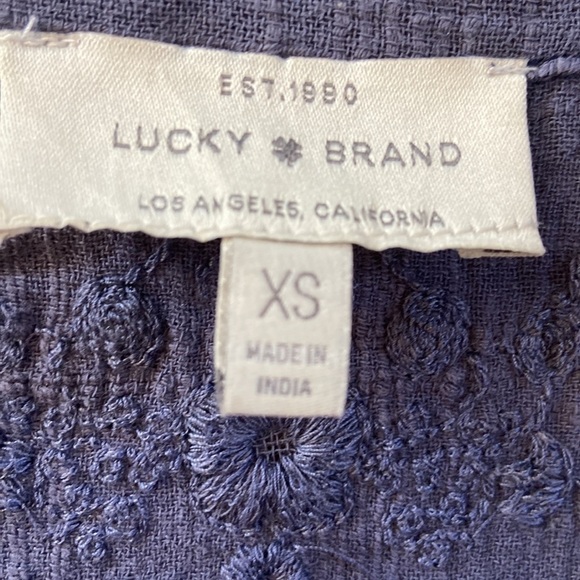 EST. 1990
LUCKY BRAND
LOS ANGELES, CALIFORNIA
XS
MADE IN
INDIA